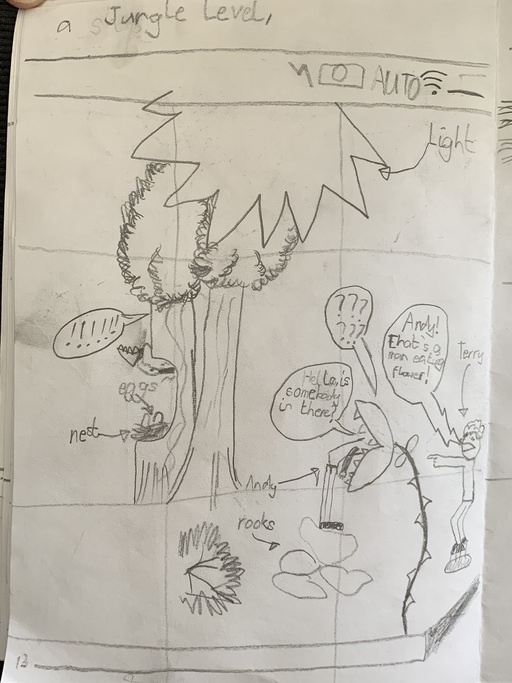 a Jungle Level,
AUTO
Light
???
???
Andy!
That's a
man eating
flower!
Terry
!!!!!!
eggs
Hello, is
somebody
in there?
nest
Andy
rocks
13